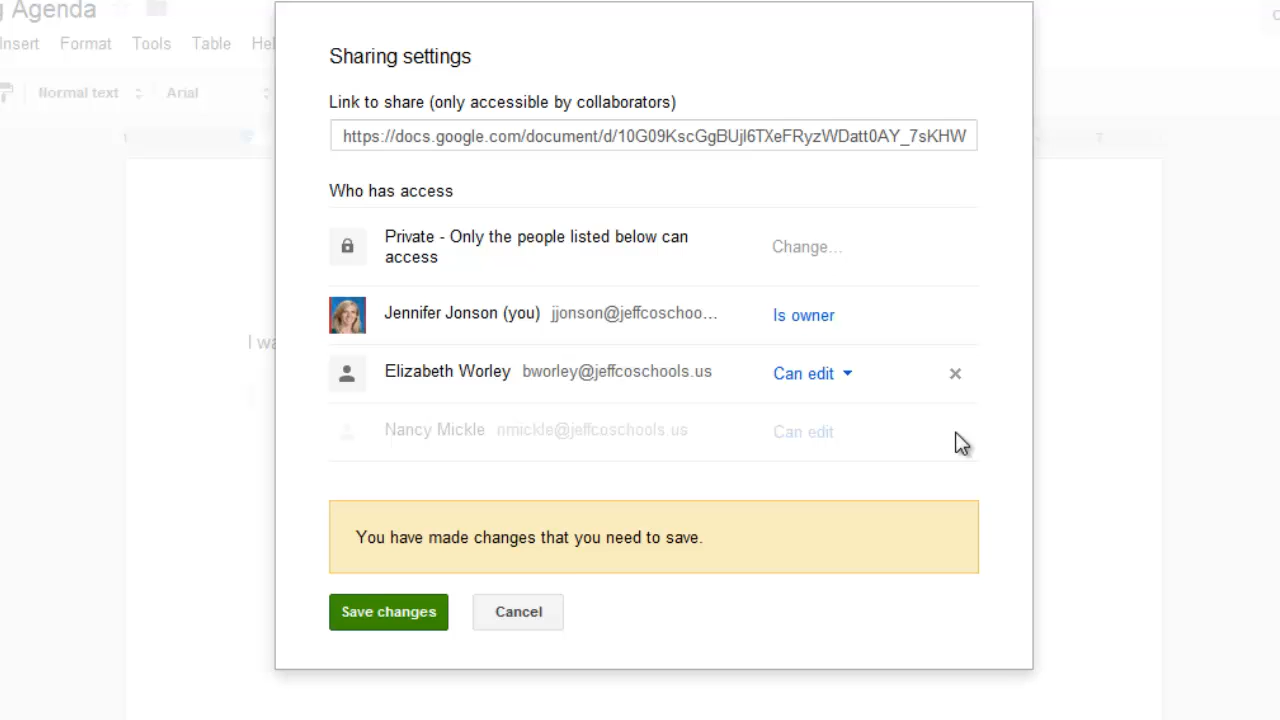 g Agenda
Insert Format Tools Table Hel
Normal text Arial
1 7
Sharing settings
Link to share (only accessible by collaborators)
https://docs.google.com/document/d/10G09KscGgBUjI6TXeFRyzWDatt0AY_7sKHW
Who has access
Private - Only the people listed below can
access
Change...
Jennifer Jonson (you) jjonson@jeffcoschoo... Is owner
I wa
Elizabeth Worley bworley@jeffcoschools.us Can edit
Nancy Mickle nmickle@jeffcoschools.us Can edit
You have made changes that you need to save.
Save changes Cancel